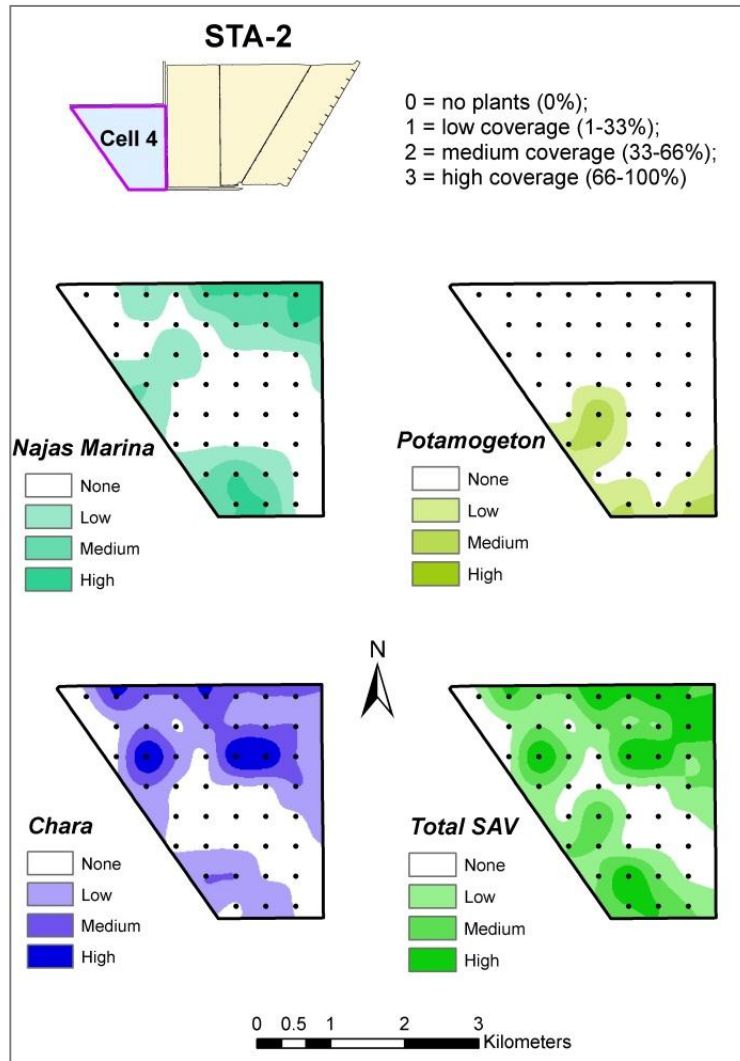 STA-2
Cell 4
0 = no plants (0%);
1 = low coverage (1-33%);
2 = medium coverage (33-66%);
3 = high coverage (66-100%)
Najas Marina
None
Low
Medium
High
Potamogeton
None
Low
Medium
High
N
Chara
None
Low
Medium
High
Total SAV
None
Low
Medium
High
0 0.5 1 2 3
Kilometers